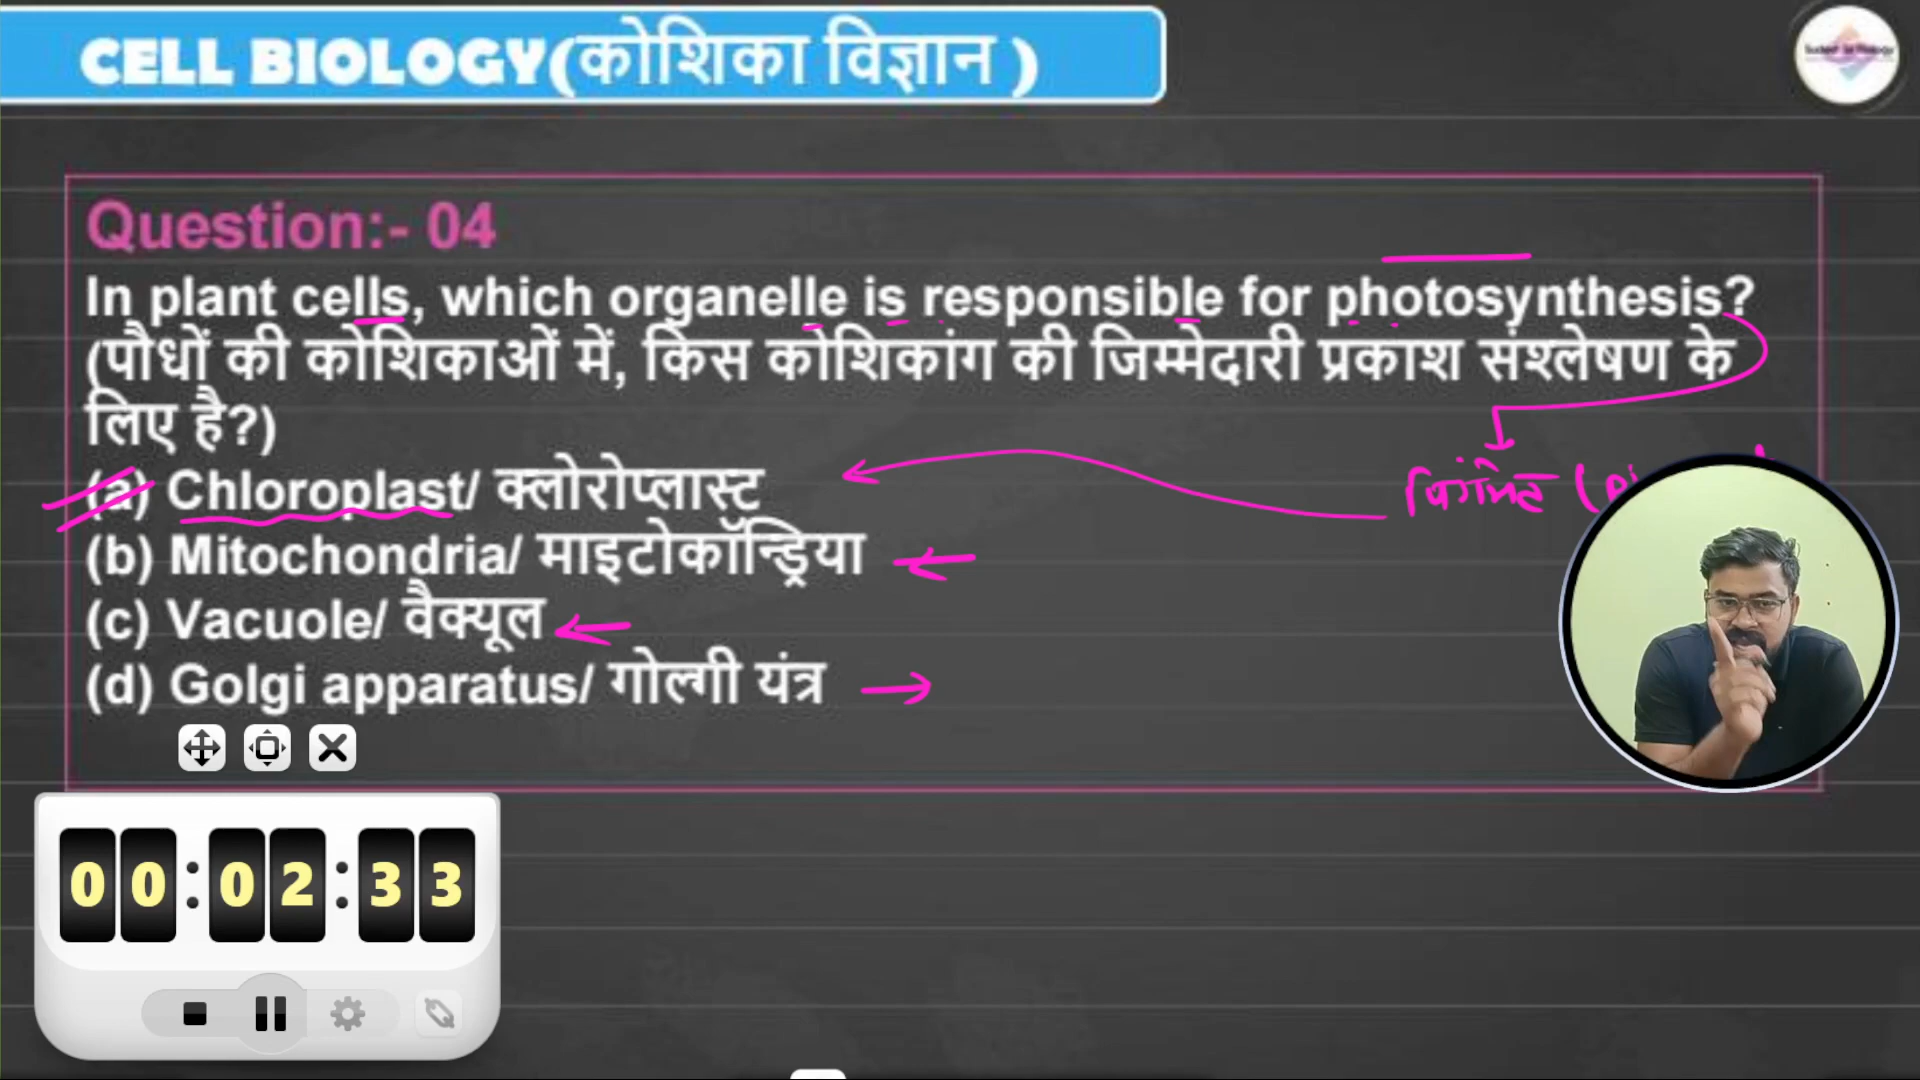 CELL BIOLOGY(कोशिका विज्ञान )
Question:- 04
In plant cells, which organelle is responsible for photosynthesis?
(पौधों की कोशिकाओं में, किस कोशिकांग की जिम्मेदारी प्रकाश संश्लेषण के
लिए है?)
(a) Chloroplast/ क्लोरोप्लास्ट
(b) Mitochondria/ माइटोकॉन्ड्रिया
(c) Vacuole/ वैक्यूल
(d) Golgi apparatus/ गोल्गी यंत्र
00:02:33